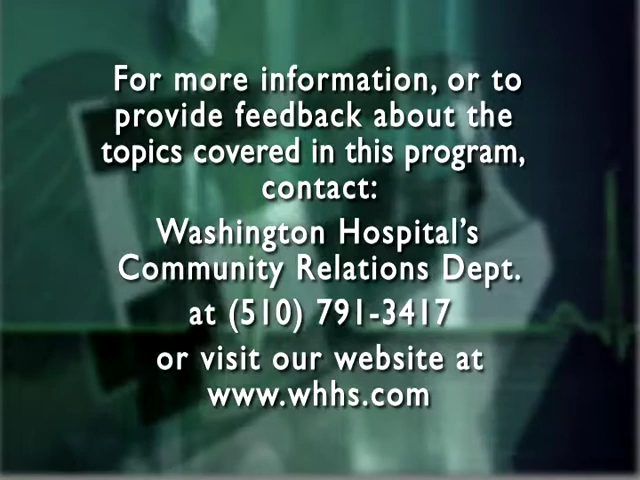 For more information, or to
provide feedback about the
topics covered in this program,
contact:
Washington Hospital's
Community Relations Dept.
at (510) 791-3417
or visit our website at
www.whhs.com